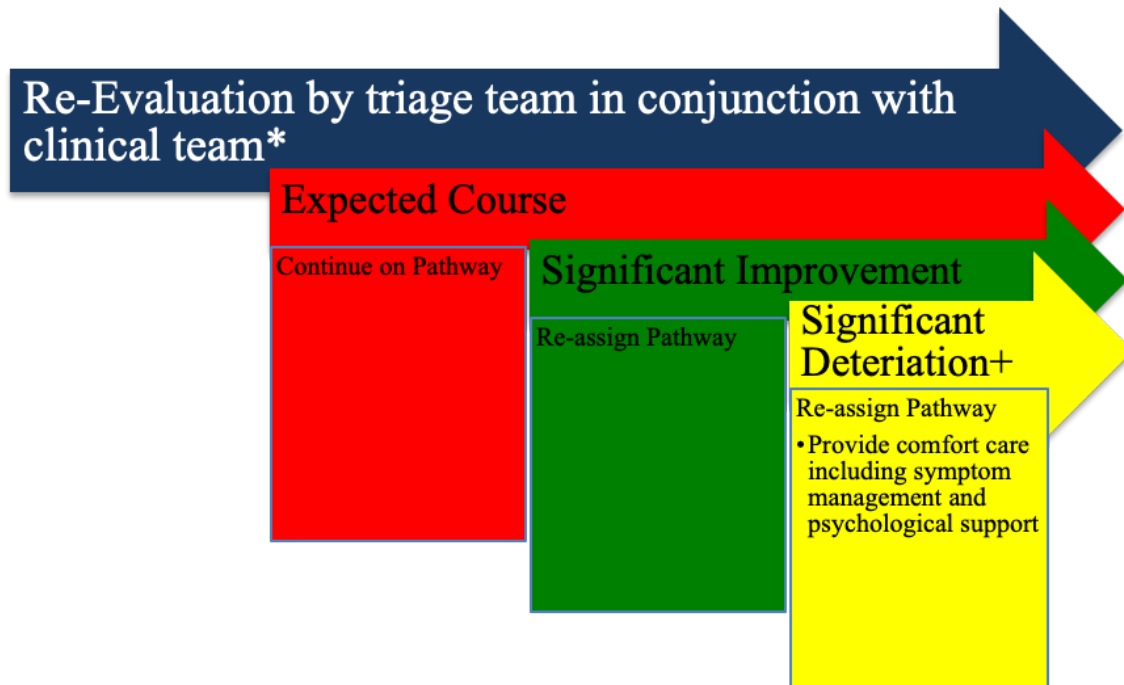 Re-Evaluation by triage team in conjunction with
clinical team*
Expected Course
Continue on Pathway
Significant Improvement
Re-assign Pathway
Significant
Deteriation+
Re-assign Pathway
•Provide comfort care
including symptom
management and
psychological support